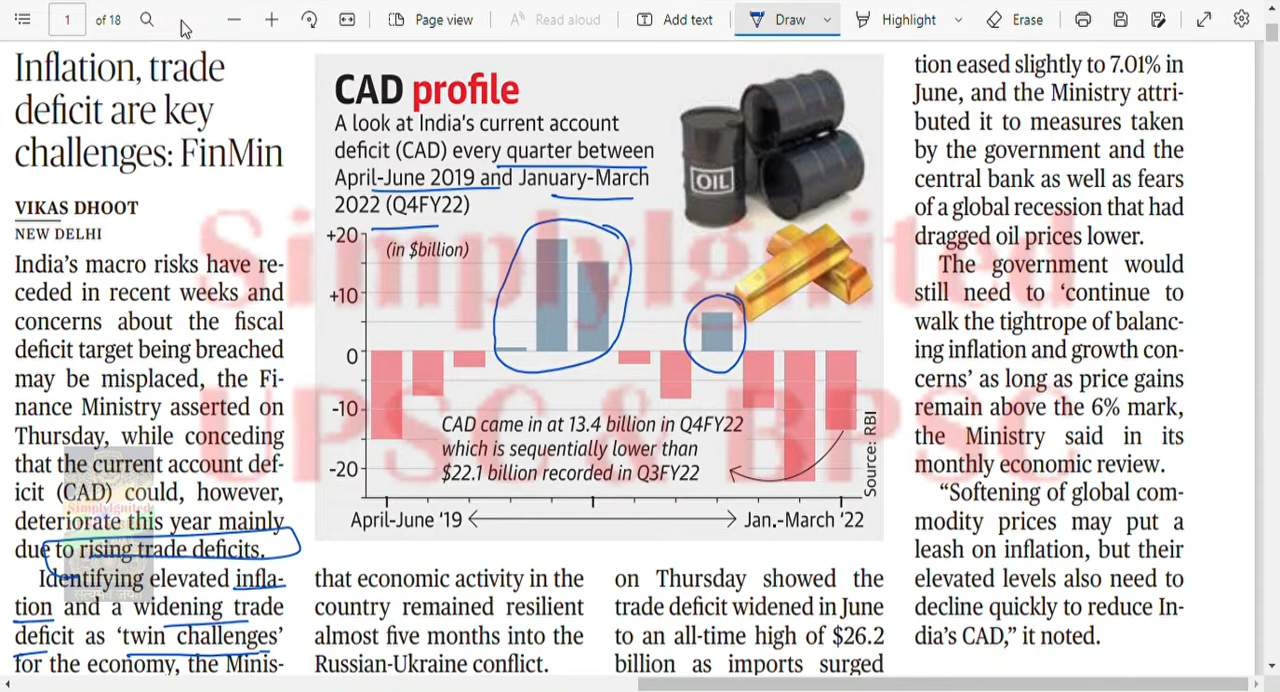 1 of 18 Page view Read aloud Add text Draw Highlight Erase
Inflation, trade
deficit are key
challenges: FinMin
VIKAS DHOOT
NEW DELHI
India's macro risks have re-
ceded in recent weeks and
concerns about the fiscal
deficit target being breached
may be misplaced, the Fi-
nance Ministry asserted on
Thursday, while conceding
that the current account def-
icit (CAD) could, however,
deteriorate this year mainly
due to rising trade deficits.
Identifying elevated infla-
tion and a widening trade
deficit as 'twin challenges'
for the economy, the Minis-
CAD profile
A look at India's current account
deficit (CAD) every quarter between
April-June 2019 and January-March
2022 (Q4FY22)
(in $billion)
+20
+10
0
-10
-20
OIL
CAD came in at 13.4 billion in Q4FY22
which is sequentially lower than
$22.1 billion recorded in Q3FY22
Source: RBI
April-June '19 Jan.-March '22
that economic activity in the
country remained resilient
almost five months into the
Russian-Ukraine conflict.
on Thursday showed the
trade deficit widened in June
to an all-time high of $26.2
billion as imports surged
tion eased slightly to 7.01% in
June, and the Ministry attri-
buted it to measures taken
by the government and the
central bank as well as fears
of a global recession that had
dragged oil prices lower.
The government would
still need to 'continue to
walk the tightrope of balanc-
ing inflation and growth con-
cerns' as long as price gains
remain above the 6% mark,
the Ministry said in its
monthly economic review.
"Softening of global com-
modity prices may put a
leash on inflation, but their
elevated levels also need to
decline quickly to reduce In-
dia's CAD," it noted.
SimplyIgnited
UPSC & BPSC
SimplyIgnited